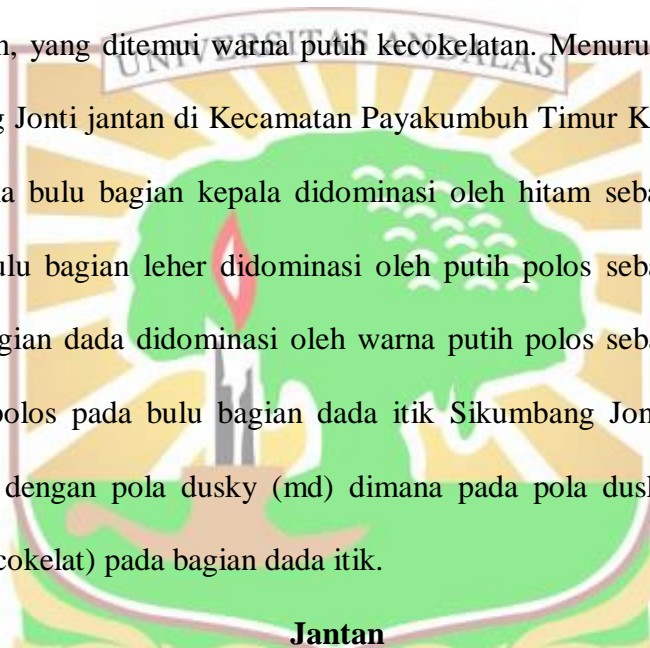 n, yang ditemui warna putih kecokelatan. Menuru
UNIVERSITAS ANDALAS
g Jonti jantan di Kecamatan Payakumbuh Timur K
a bulu bagian kepala didominasi oleh hitam seba
ulu bagian leher didominasi oleh putih polos seba
gian dada didominasi oleh warna putih polos seba
polos pada bulu bagian dada itik Sikumbang Jon
dengan pola dusky (md) dimana pada pola dusk
cokelat) pada bagian dada itik.
Jantan